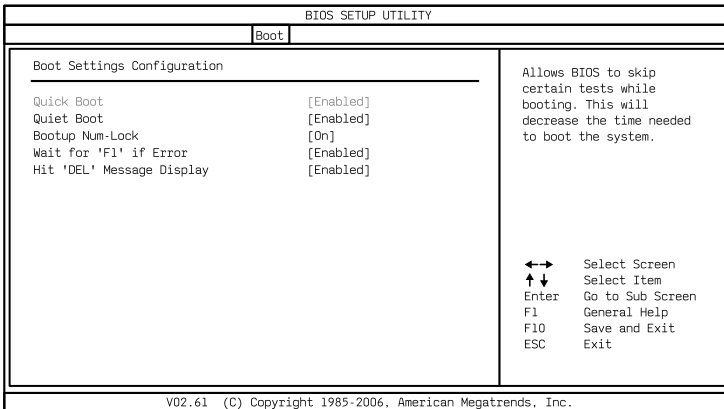 BIOS SETUP UTILITY
Boot
Boot Settings Configuration
Quick Boot [Enabled]
Quiet Boot [Enabled]
Bootup Num-Lock [On]
Wait for 'F1' if Error [Enabled]
Hit 'DEL' Message Display [Enabled]
Allows BIOS to skip
certain tests while
booting. This will
decrease the time needed
to boot the system.
←→ Select Screen
↑↓ Select Item
Enter Go to Sub Screen
F1 General Help
F10 Save and Exit
ESC Exit
V02.61 (C) Copyright 1985-2006, American Megatrends, Inc.